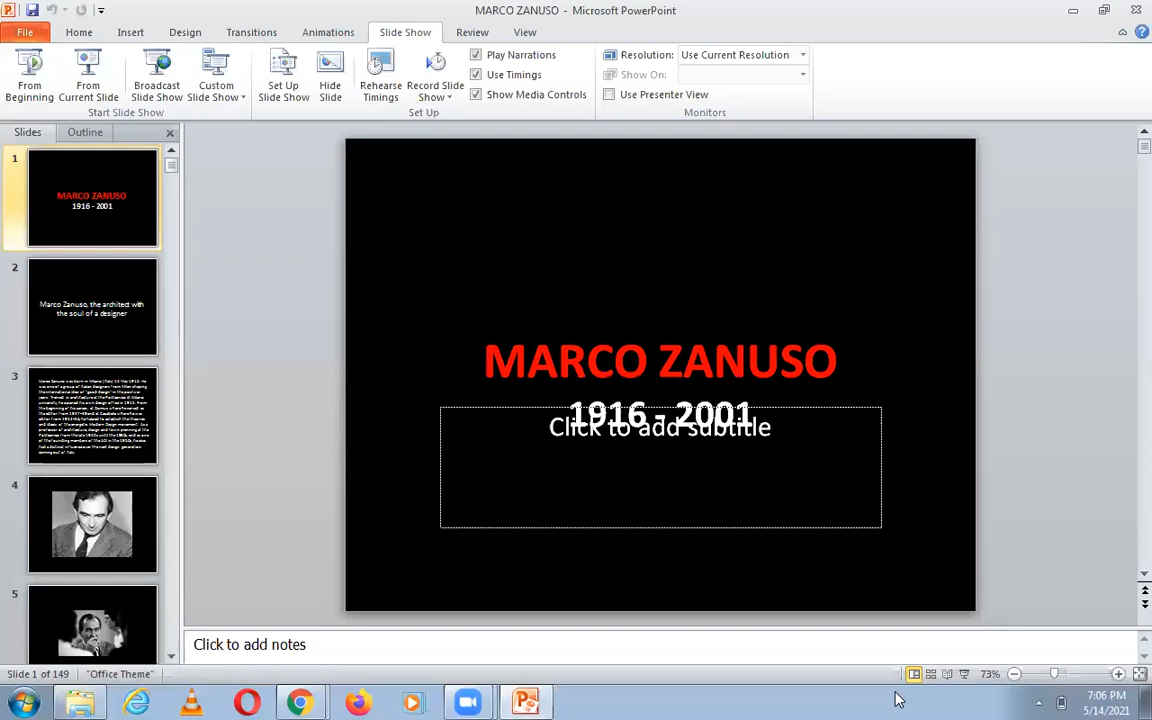 MARCO ZANUSO - Microsoft PowerPoint
File Home Insert Design Transitions Animations Slide Show Review View
From Beginning
From Current Slide
Broadcast Slide Show
Custom Slide Show
Set Up Slide Show
Hide Slide
Rehearse Timings
Record Slide Show
Play Narrations
Use Timings
Show Media Controls
Resolution: Use Current Resolution
Show On:
Use Presenter View
Start Slide Show Set Up Monitors
Slides Outline
1
MARCO ZANUSO
1916 - 2001
2
Marco Zanuso, the architect with
the soul of a designer
3
4
5
MARCO ZANUSO
1916 - 2001
Click to add subtitle
Click to add notes
Slide 1 of 149 "Office Theme" 73%
7:06 PM
5/14/2021